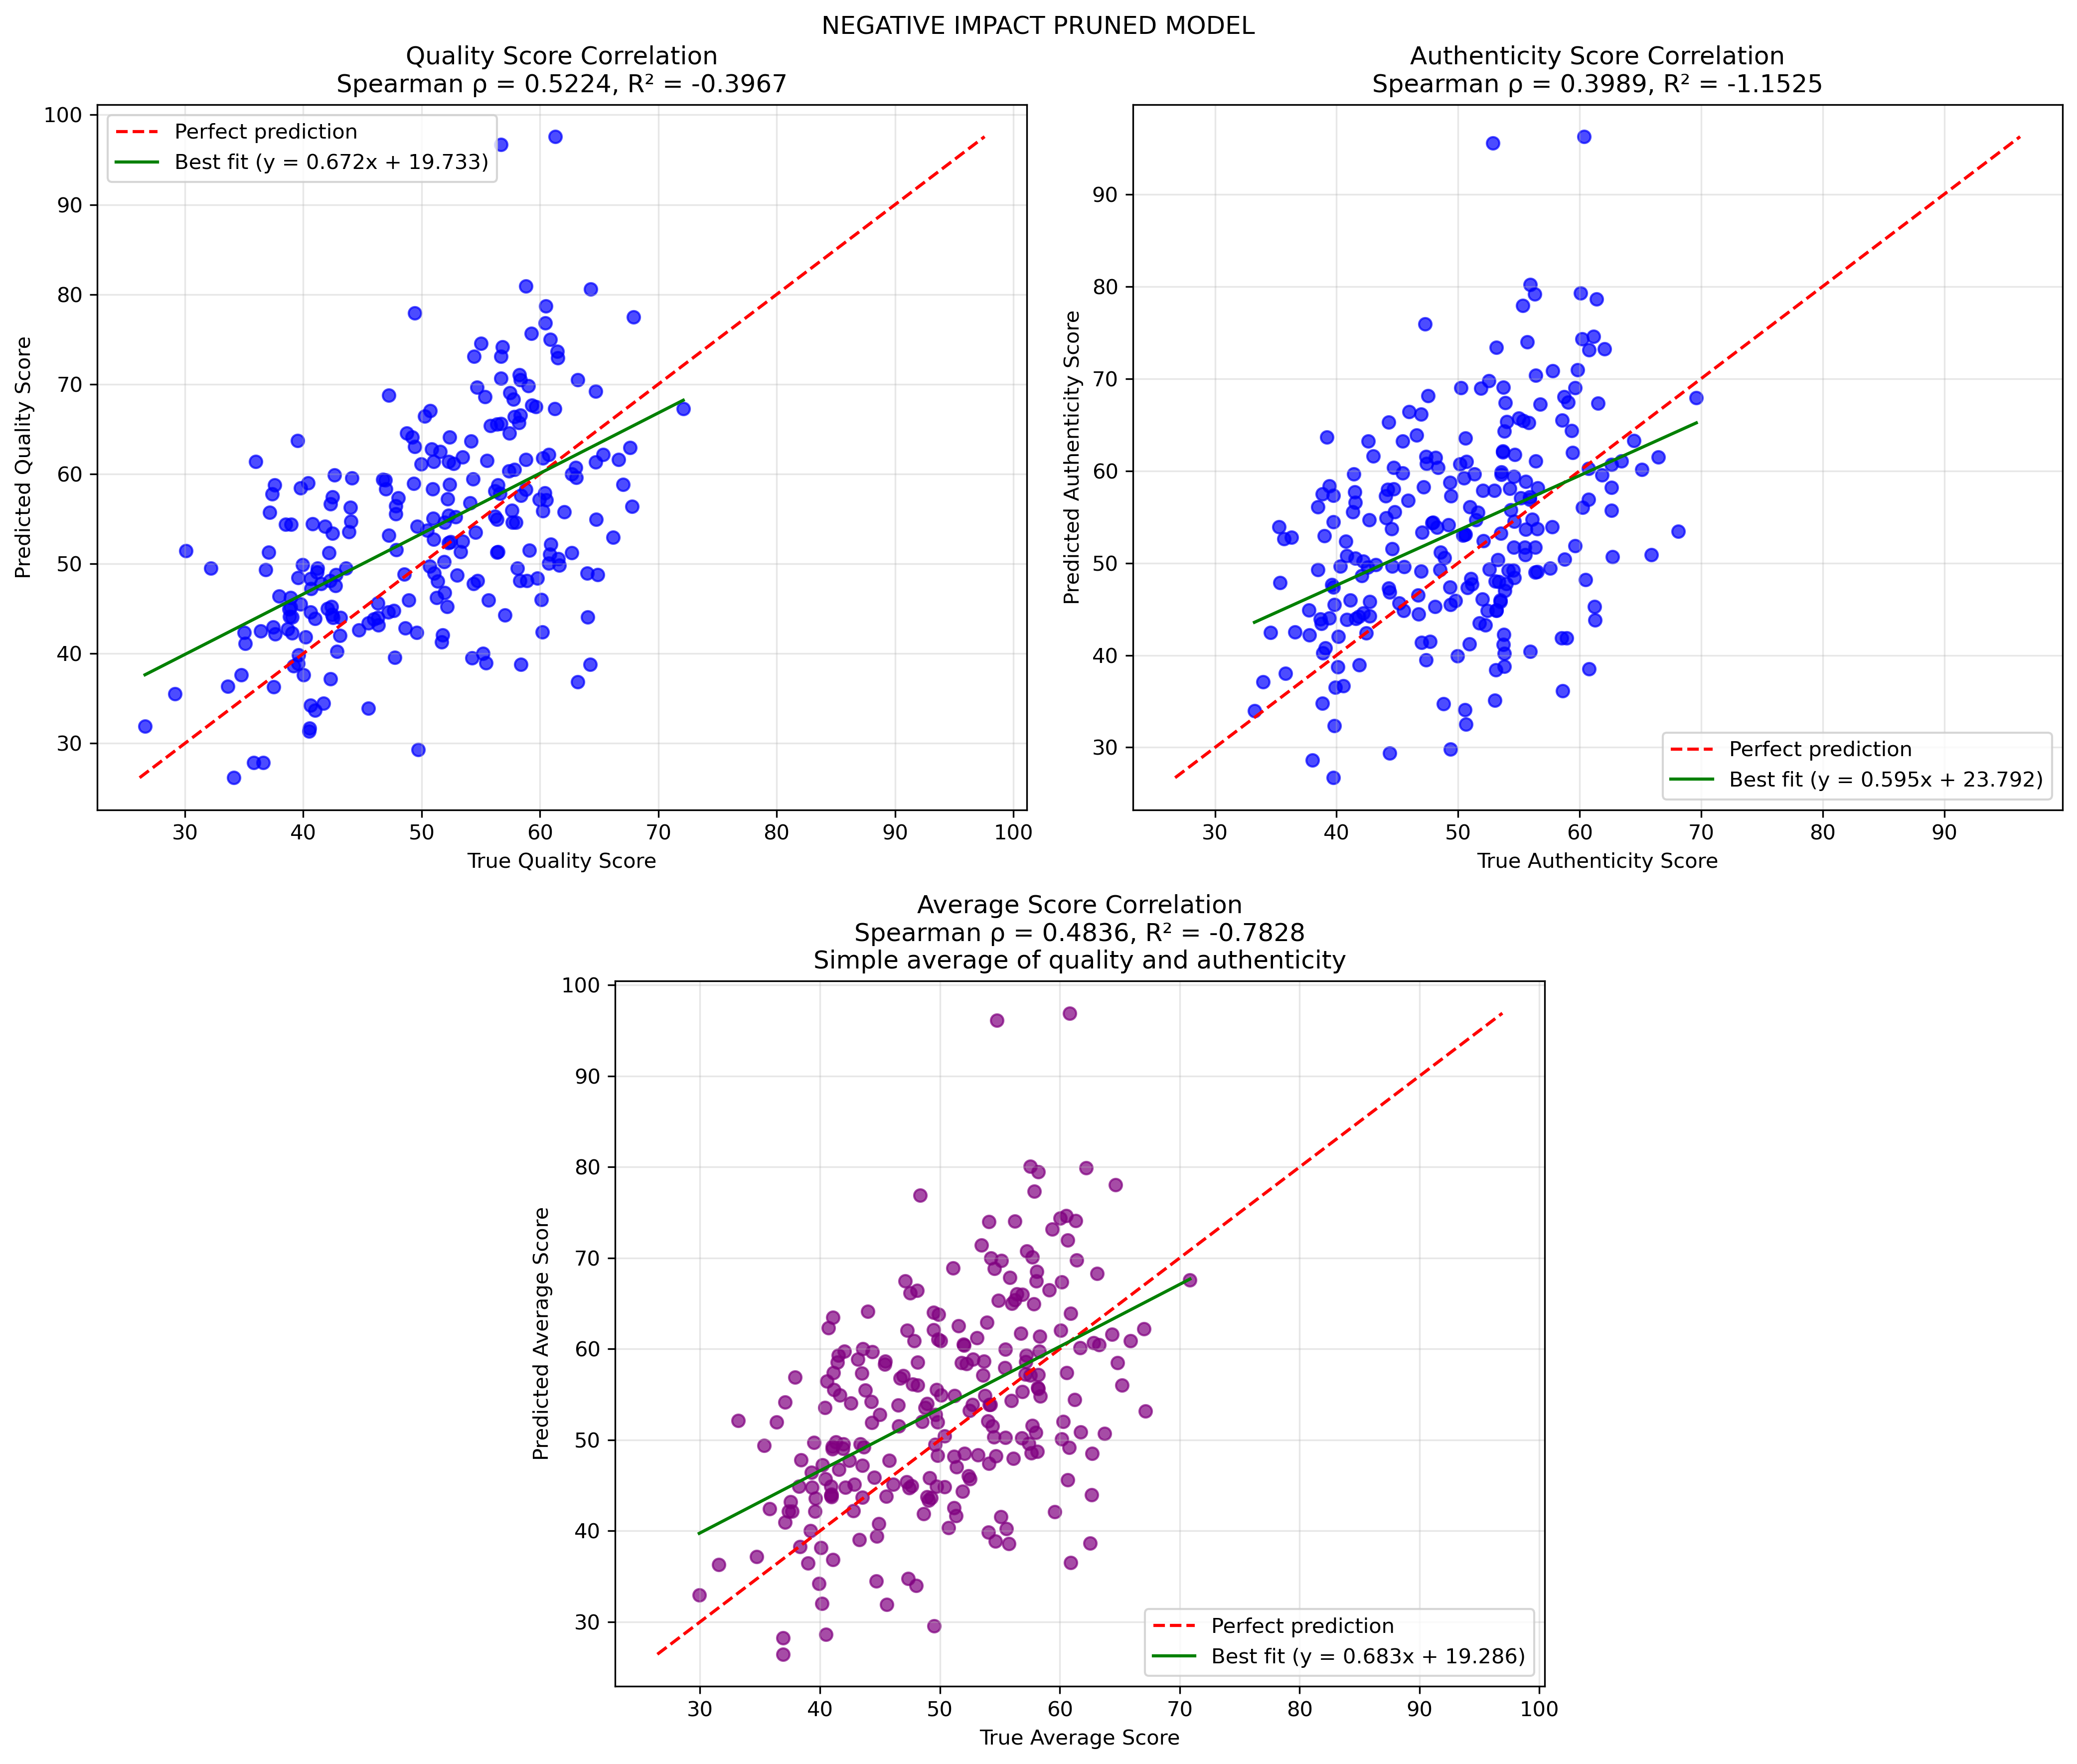 NEGATIVE IMPACT PRUNED MODEL
Quality Score Correlation
Spearman ρ = 0.5224, R² = -0.3967
Perfect prediction
Best fit (y = 0.672x + 19.733)
100
90
80
70
60
50
40
30
Predicted Quality Score
30 40 50 60 70 80 90 100
True Quality Score
Authenticity Score Correlation
Spearman ρ = 0.3989, R² = -1.1525
90
80
70
60
50
40
30
Predicted Authenticity Score
Perfect prediction
Best fit (y = 0.595x + 23.792)
30 40 50 60 70 80 90
True Authenticity Score
Average Score Correlation
Spearman ρ = 0.4836, R² = -0.7828
Simple average of quality and authenticity
100
90
80
70
60
50
40
30
Predicted Average Score
Perfect prediction
Best fit (y = 0.683x + 19.286)
30 40 50 60 70 80 90 100
True Average Score